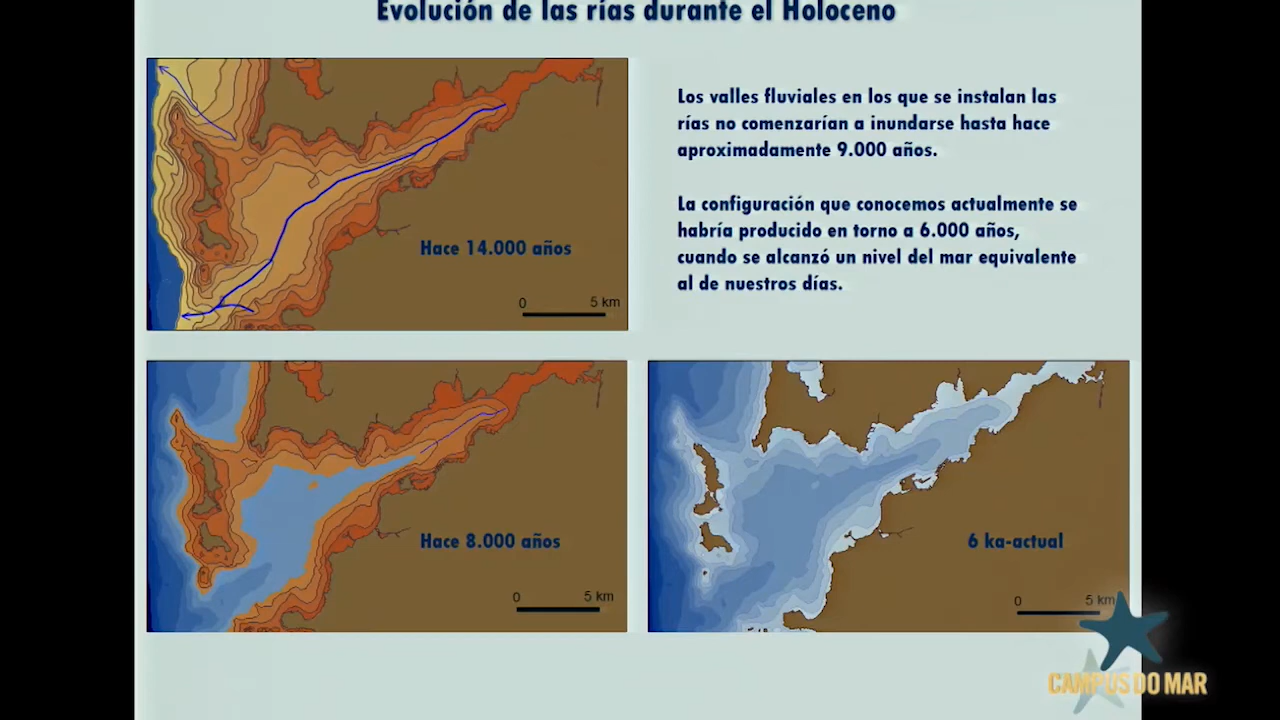 Evolución de las rías durante el Holoceno
Los valles fluviales en los que se instalan las
rías no comenzarían a inundarse hasta hace
aproximadamente 9.000 años.
La configuración que conocemos actualmente se
habría producido en torno a 6.000 años,
cuando se alcanzó un nivel del mar equivalente
al de nuestros días.
Hace 14.000 años
0 5 km
Hace 8.000 años
0 5 km
6 ka-actual
0 5 km
CAMPUS DO MAR